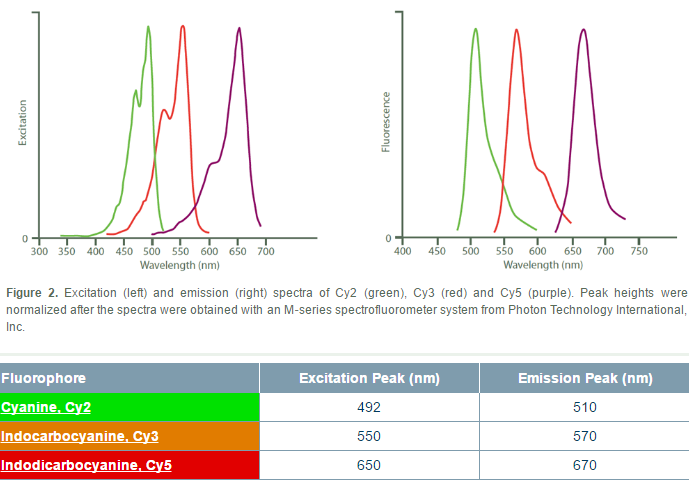 Excitation
0
300 350 400 450 500 550 600 650 700
Wavelength (nm)
Fluorescence
0
400 450 500 550 600 650 700 750
Wavelength (nm)
Figure 2. Excitation (left) and emission (right) spectra of Cy2 (green), Cy3 (red) and Cy5 (purple). Peak heights were
normalized after the spectra were obtained with an M-series spectrofluorometer system from Photon Technology International,
Inc.
Fluorophore Excitation Peak (nm) Emission Peak (nm)
Cyanine, Cy2 492 510
Indocarbocyanine, Cy3 550 570
Indodicarbocyanine, Cy5 650 670